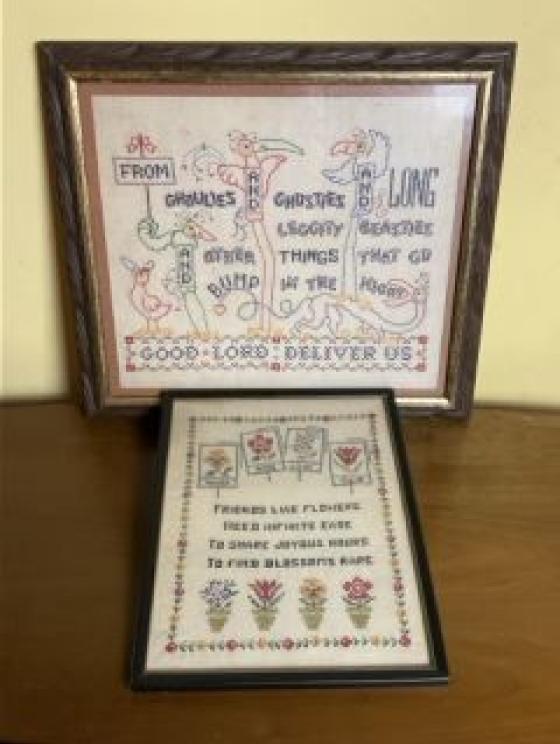 FROM
GHOULIES AND GHOSTIES AND LONG
LEGGITY BEASTIES
AND OTHER THINGS THAT GO
BUMP IN THE NIGHT
GOOD LORD DELIVER US
FRIENDS LIKE FLOWERS
NEED INFINITE CARE
TO SHARE JOYOUS HOURS
TO FIND BLOSSOMS RARE